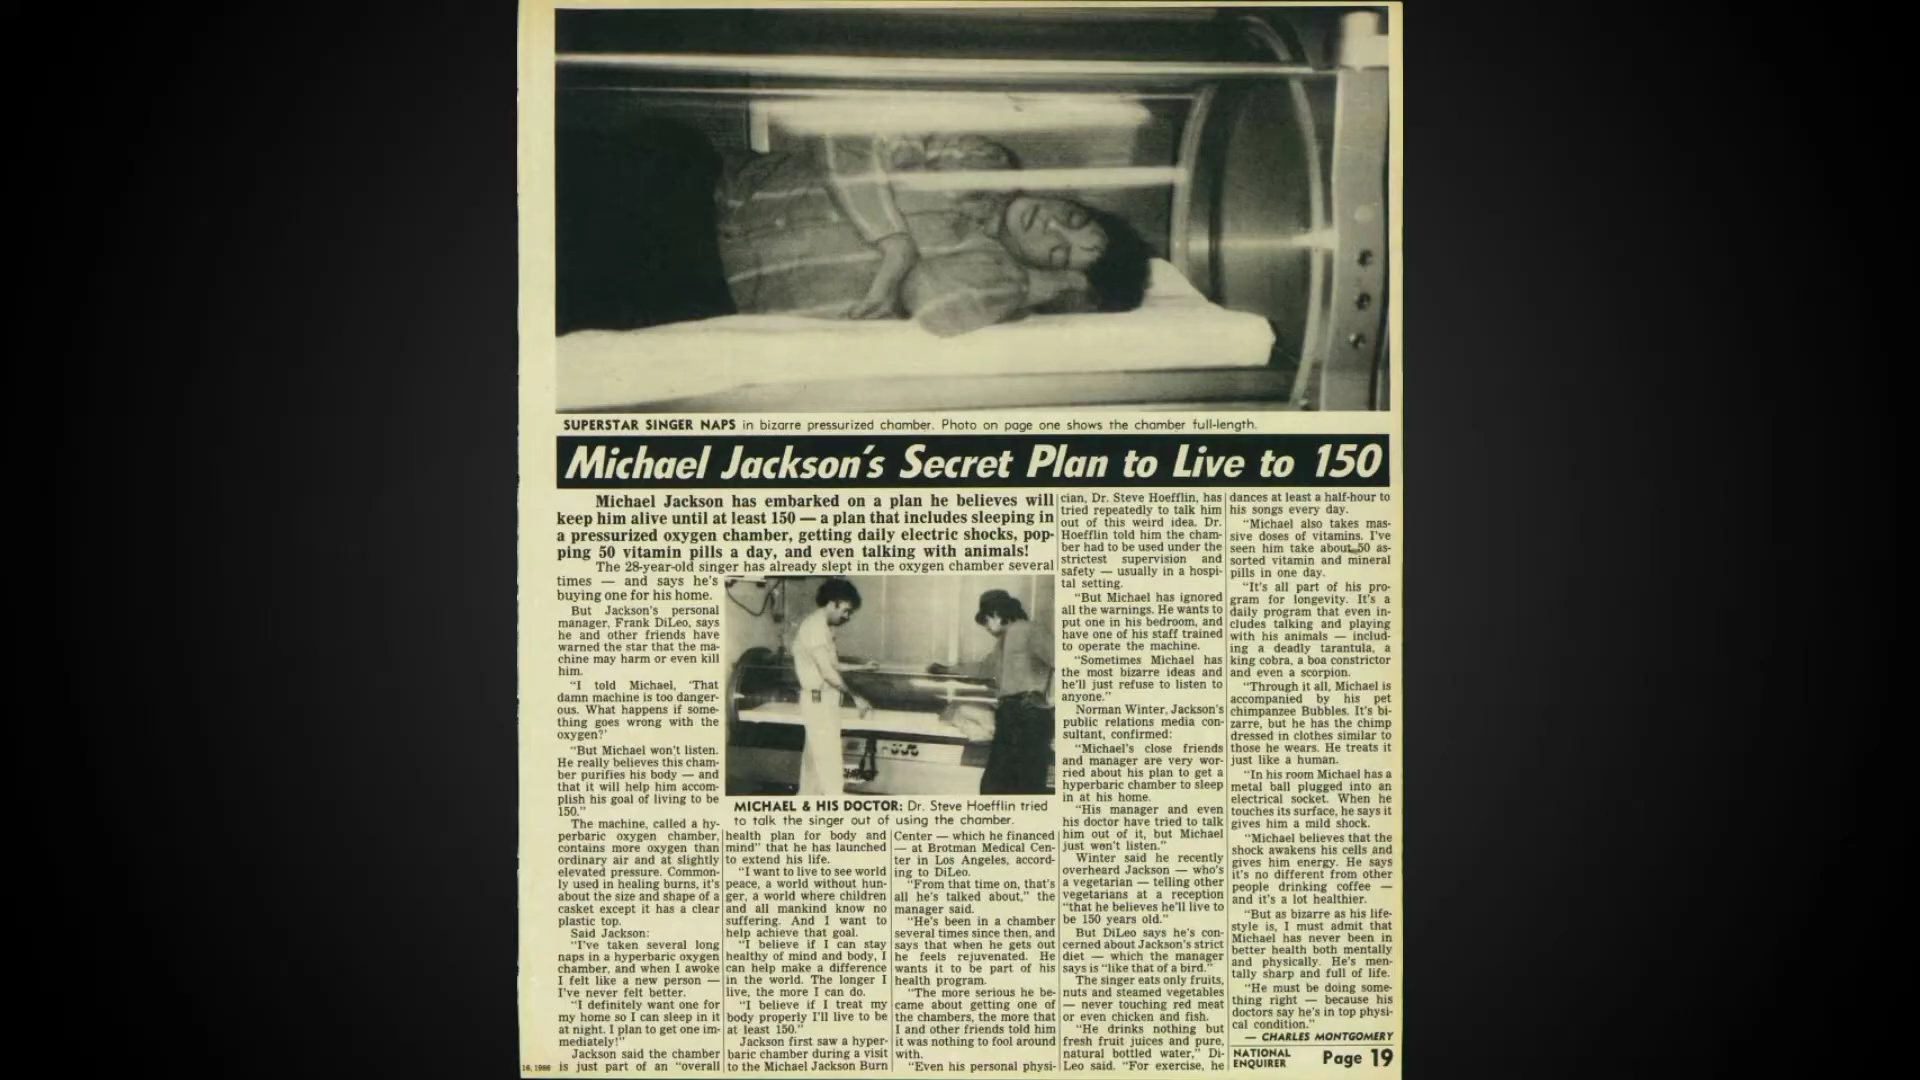 SUPERSTAR SINGER NAPS in bizarre pressurized chamber. Photo on page one shows the chamber full-length.
Michael Jackson's Secret Plan to Live to 150
Michael Jackson has embarked on a plan he believes will
keep him alive until at least 150 — a plan that includes sleeping in
a pressurized oxygen chamber, getting daily electric shocks, pop-
ping 50 vitamin pills a day, and even talking with animals!
The 28-year-old singer has already slept in the oxygen chamber several
times — and says he's
buying one for his home.
But Jackson's personal
manager, Frank DiLeo, says
he and other friends have
warned the star that the ma-
chine may harm or even kill
him.
"I told Michael, 'That
damn machine is too danger-
ous. What happens if some-
thing goes wrong with the
oxygen?'
"But Michael won't listen.
He really believes this cham-
ber purifies his body — and
that it will help him accom-
plish his goal of living to be
150."
The machine, called a hy-
perbaric oxygen chamber,
contains more oxygen than
ordinary air and at slightly
elevated pressure. Common-
ly used in healing burns, it's
about the size and shape of a
casket except it has a clear
plastic top.
Said Jackson:
"I've taken several long
naps in a hyperbaric oxygen
chamber, and when I awoke
I felt like a new person —
I've never felt better.
"I definitely want one for
my home so I can sleep in it
at night. I plan to get one im-
mediately!"
Jackson said the chamber
is just part of an "overall
MICHAEL & HIS DOCTOR: Dr. Steve Hoefflin tried
to talk the singer out of using the chamber.
health plan for body and
mind" that he has launched
to extend his life.
"I want to live to see world
peace, a world without hun-
ger, a world where children
and all mankind know no
suffering. And I want to
help achieve that goal.
"I believe if I can stay
healthy of mind and body, I
can help make a difference
in the world. The longer I
live, the more I can do.
"I believe if I treat my
body properly I'll live to be
at least 150."
Jackson first saw a hyper-
baric chamber during a visit
to the Michael Jackson Burn
Center — which he financed
— at Brotman Medical Cen-
ter in Los Angeles, accord-
ing to DiLeo.
"From that time on, that's
all he's talked about," the
manager said.
"He's been in a chamber
several times since then, and
says that when he gets out
he feels rejuvenated. He
wants it to be part of his
health program.
"The more serious he be-
came about getting one of
the chambers, the more that
I and other friends told him
it was nothing to fool around
with.
"Even his personal physi-
cian, Dr. Steve Hoefflin, has
tried repeatedly to talk him
out of this weird idea. Dr.
Hoefflin told him the cham-
ber had to be used under the
strictest supervision and
safety — usually in a hospi-
tal setting.
"But Michael has ignored
all the warnings. He wants to
put one in his bedroom, and
have one of his staff trained
to operate the machine.
"Sometimes Michael has
the most bizarre ideas and
he'll just refuse to listen to
anyone."
Norman Winter, Jackson's
public relations media con-
sultant, confirmed:
"Michael's close friends
and manager are very wor-
ried about his plan to get a
hyperbaric chamber to sleep
in at his home.
"His manager and even
his doctor have tried to talk
him out of it, but Michael
just won't listen."
Winter said he recently
overheard Jackson — who's
a vegetarian — telling other
vegetarians at a reception
"that he believes he'll live to
be 150 years old."
But DiLeo says he's con-
cerned about Jackson's strict
diet — which the manager
says is "like that of a bird."
The singer eats only fruits,
nuts and steamed vegetables
— never touching red meat
or even chicken and fish.
"He drinks nothing but
fresh fruit juices and pure,
natural bottled water," Di-
Leo said. "For exercise, he
dances at least a half-hour to
his songs every day.
"Michael also takes mas-
sive doses of vitamins. I've
seen him take about 50 as-
sorted vitamin and mineral
pills in one day.
"It's all part of his pro-
gram for longevity. It's a
daily program that even in-
cludes talking and playing
with his animals — includ-
ing a deadly tarantula, a
king cobra, a boa constrictor
and even a scorpion.
"Through it all, Michael is
accompanied by his pet
chimpanzee Bubbles. It's bi-
zarre, but he has the chimp
dressed in clothes similar to
those he wears. He treats it
just like a human.
"In his room Michael has a
metal ball plugged into an
electrical socket. When he
touches its surface, he says it
gives him a mild shock.
"Michael believes that the
shock awakens his cells and
gives him energy. He says
it's no different from other
people drinking coffee —
and it's a lot healthier.
"But as bizarre as his life-
style is, I must admit that
Michael has never been in
better health both mentally
and physically. He's men-
tally sharp and full of life.
"He must be doing some-
thing right — because his
doctors say he's in top physi-
cal condition."
— CHARLES MONTGOMERY
16, 1986
NATIONAL
ENQUIRER
Page 19